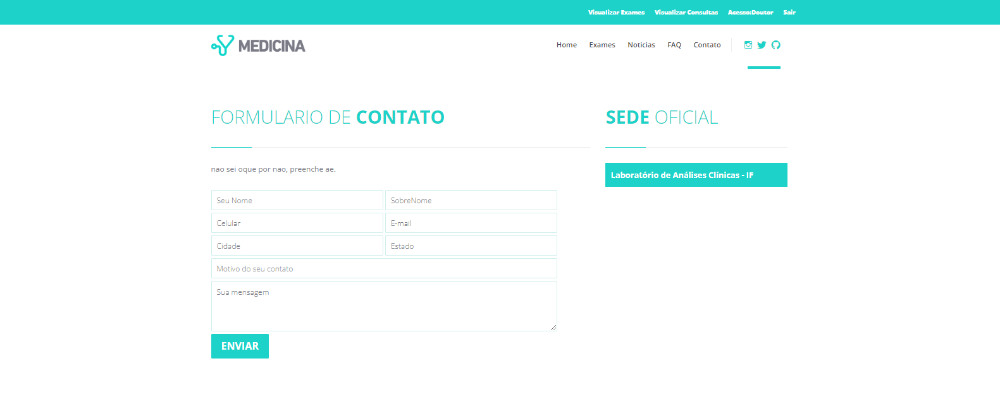 Visualizar Exames Visualizar Consultas Acesso:Doutor Sair
MEDICINA
Home Exames Noticias FAQ Contato
FORMULARIO DE CONTATO
nao sei oque por nao, preenche ae.
Seu Nome SobreNome
Celular E-mail
Cidade Estado
Motivo do seu contato
Sua mensagem
ENVIAR
SEDE OFICIAL
Laboratório de Análises Clínicas - IF